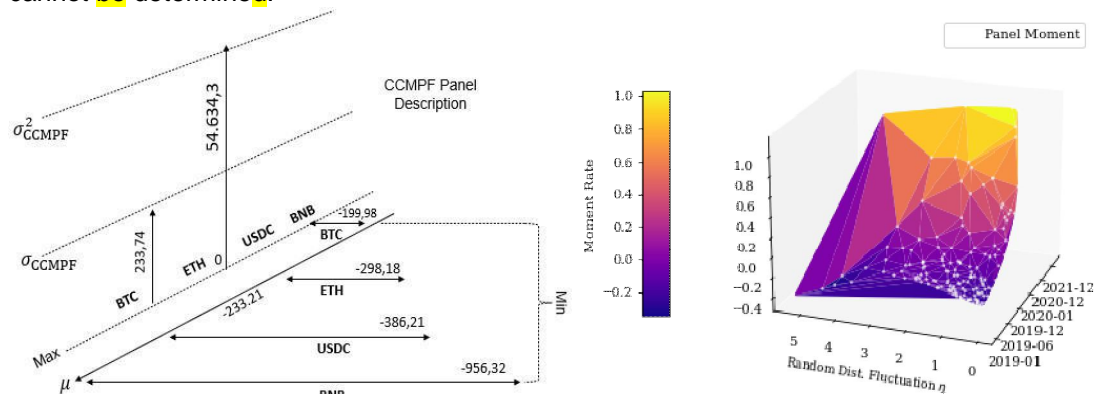 cannot be determined.
σ²CCMPF
54.634,3
CCMPF Panel
Description
σCCMPF
233,74
BTC
ETH
0
USDC
BNB
-199,98
BTC
-298,18
ETH
-233.21
-386,21
USDC
-956,32
BNB
Max
μ
Min
Panel Moment
Moment Rate
1.0
0.8
0.6
0.4
0.2
0.0
−0.2
1.0
0.8
0.6
0.4
0.2
0.0
−0.2
−0.4
5
4
3
2
1
0
Random Dist. Fluctuation η
2021-12
2020-12
2020-01
2019-12
2019-06
2019-01